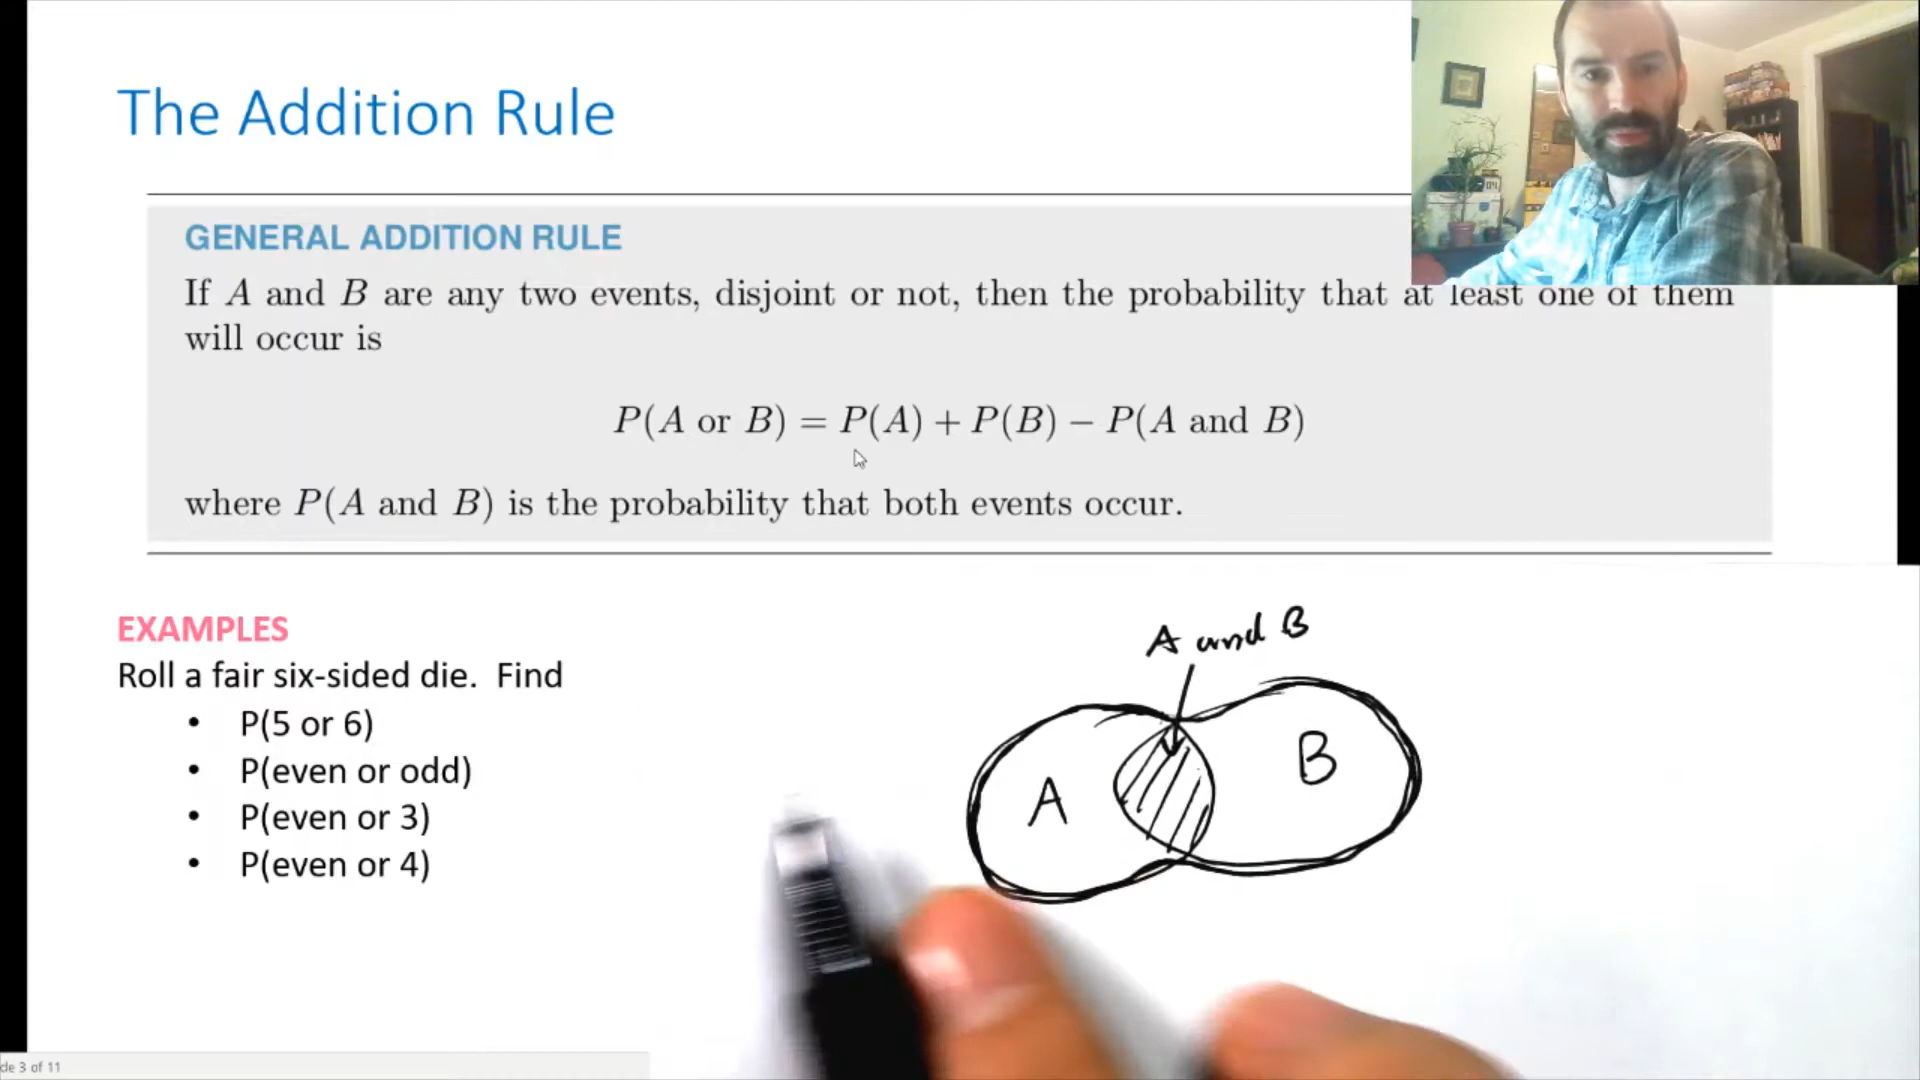 The Addition Rule
GENERAL ADDITION RULE
If A and B are any two events, disjoint or not, then the probability that at least one of them
will occur is
P(A or B) = P(A) + P(B) − P(A and B)
where P(A and B) is the probability that both events occur.
EXAMPLES
Roll a fair six-sided die. Find
• P(5 or 6)
• P(even or odd)
• P(even or 3)
• P(even or 4)
A and B
A
B
de 3 of 11